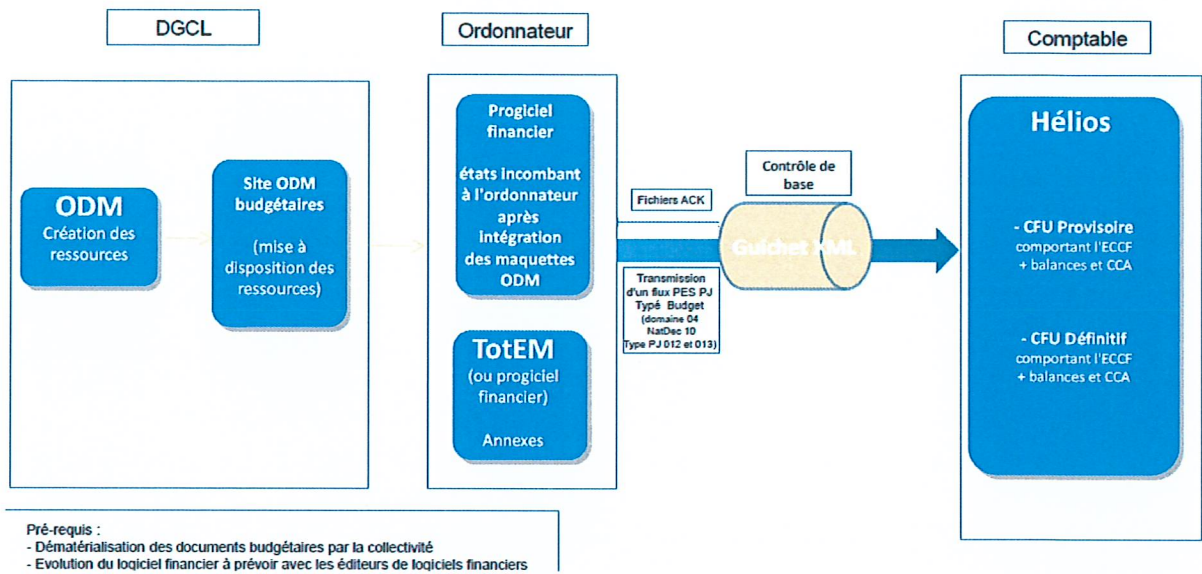 DGCL
Ordonnateur
Comptable
ODM
Création des
ressources
Site ODM
budgétaires
(mise à
disposition des
ressources)
Progiciel
financier
états incombant
à l'ordonnateur
après
intégration
des maquettes
ODM
TotEM
(ou progiciel
financier)
Annexes
Fichiers ACK
Transmission
d'un flux PES PJ
Typé Budget
(domaine 04
NatDec 10
Type PJ 012 et 013)
Contrôle de
base
Guichet XML
Hélios
- CFU Provisoire
comportant l'ECCF
+ balances et CCA
- CFU Définitif
comportant l'ECCF
+ balances et CCA
Pré-requis :
- Dématérialisation des documents budgétaires par la collectivité
- Evolution du logiciel financier à prévoir avec les éditeurs de logiciels financiers